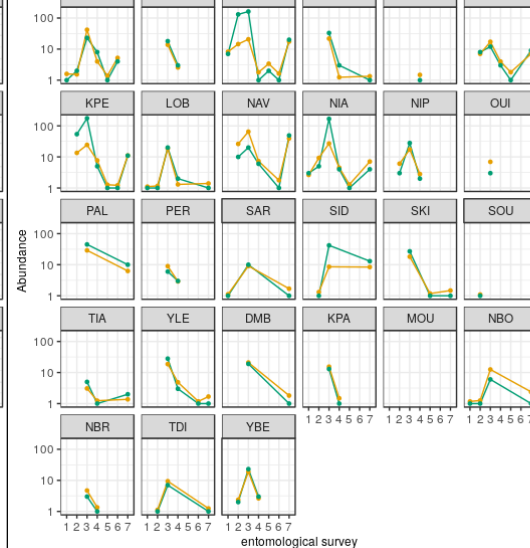 100
10
1
KPE LOB NAV NIA NIP OUI
100
10
1
PAL PER SAR SID SKI SOU
Abundance
100
10
1
TIA YLE DMB KPA MOU NBO
100
10
1
1 2 3 4 5 6 7 1 2 3 4 5 6 7 1 2 3 4 5 6 7
NBR TDI YBE
100
10
1
1 2 3 4 5 6 7 1 2 3 4 5 6 7 1 2 3 4 5 6 7
entomological survey